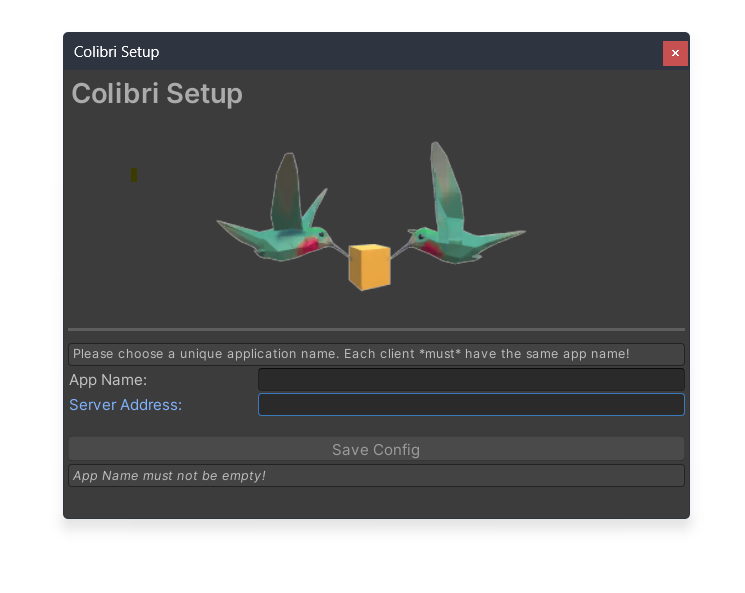 Colibri Setup
×
Colibri Setup
Please choose a unique application name. Each client *must* have the same app name!
App Name:
Server Address:
Save Config
App Name must not be empty!